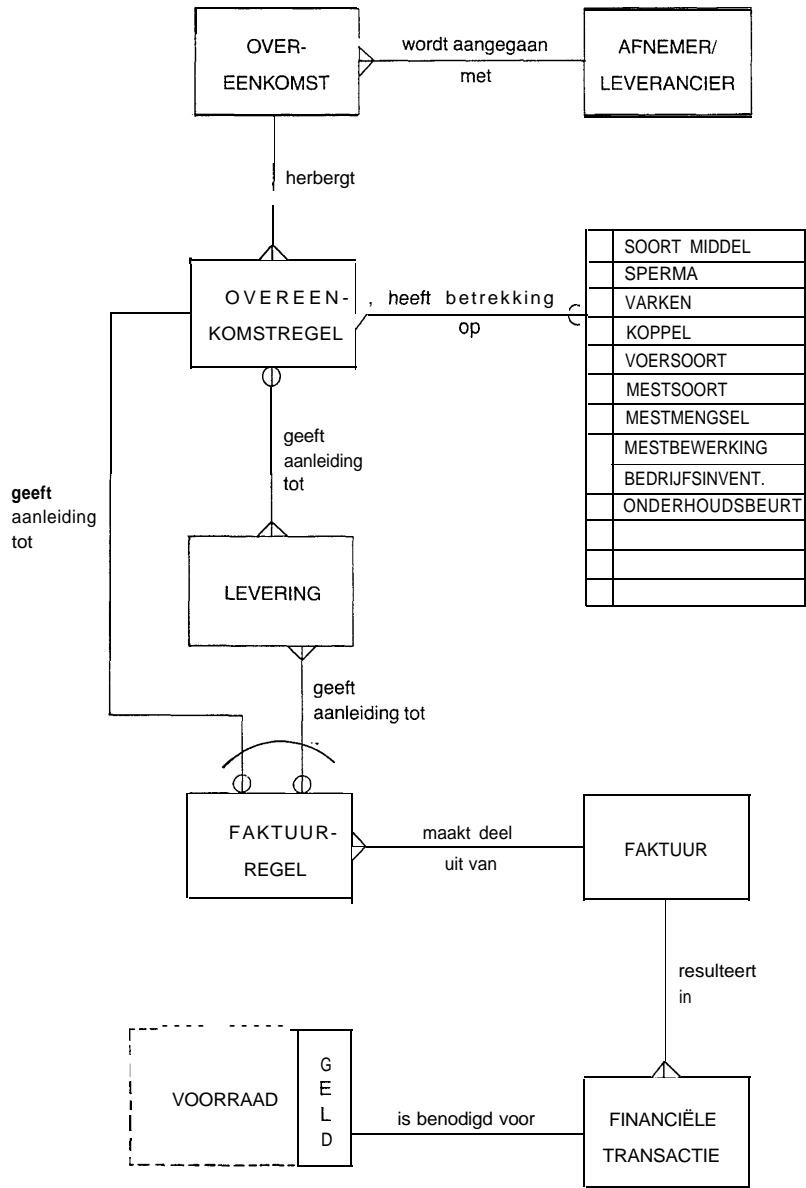 OVER-
EENKOMST
wordt aangegaan
met
AFNEMER/
LEVERANCIER
herbergt
OVEREEN-
KOMSTREGEL
, heeft betrekking
op
SOORT MIDDEL
SPERMA
VARKEN
KOPPEL
VOERSOORT
MESTSOORT
MESTMENGSEL
MESTBEWERKING
BEDRIJFSINVENT.
ONDERHOUDSBEURT
geeft
aanleiding
tot
geeft
aanleiding
tot
LEVERING
geeft
aanleiding tot
FAKTUUR-
REGEL
maakt deel
uit van
FAKTUUR
resulteert
in
VOORRAAD
G
E
L
D
is benodigd voor
FINANCIËLE
TRANSACTIE